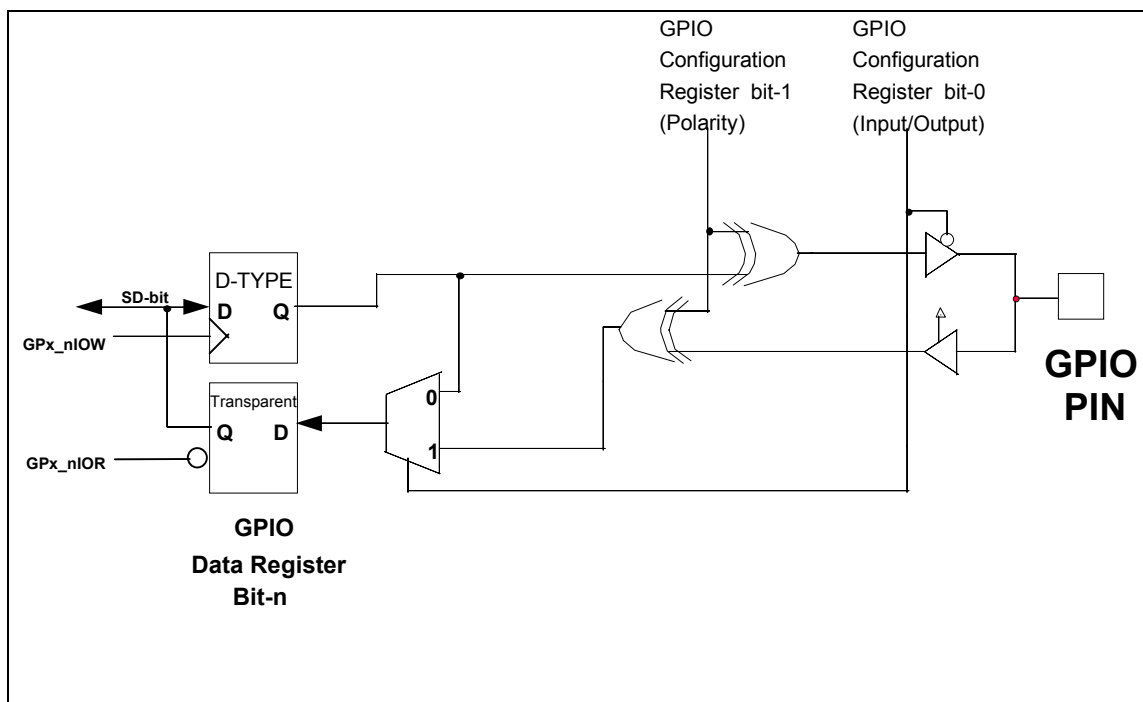 GPIO
Configuration
Register bit-1
(Polarity)
GPIO
Configuration
Register bit-0
(Input/Output)
D-TYPE
SD-bit
D
Q
GPx_nIOW
Transparent
Q
D
GPx_nIOR
0
1
GPIO
PIN
GPIO
Data Register
Bit-n